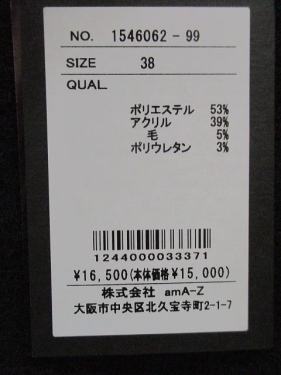 NO. 1546062-99
SIZE 38
QUAL.
ポリエステル 53%
アクリル 39%
毛 5%
ポリウレタン 3%
1244000033371
¥16,500(本体価格¥15,000)
株式会社 amA-Z
大阪市中央区北久宝寺町2-1-7